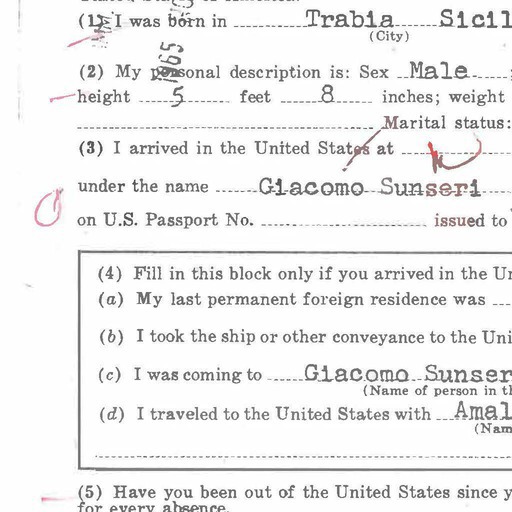 (1) I was born in Trabia Sicil
(City)
1965
(2) My personal description is: Sex Male ;
height 5 feet 8 inches; weight
Marital status:
(3) I arrived in the United States at
under the name Giacomo Sunseri
on U.S. Passport No. issued to
(4) Fill in this block only if you arrived in the Un
(a) My last permanent foreign residence was
(b) I took the ship or other conveyance to the Uni
(c) I was coming to Giacomo Sunser
(Name of person in th
(d) I traveled to the United States with Amal
(Nam
(5) Have you been out of the United States since y
for every absence.